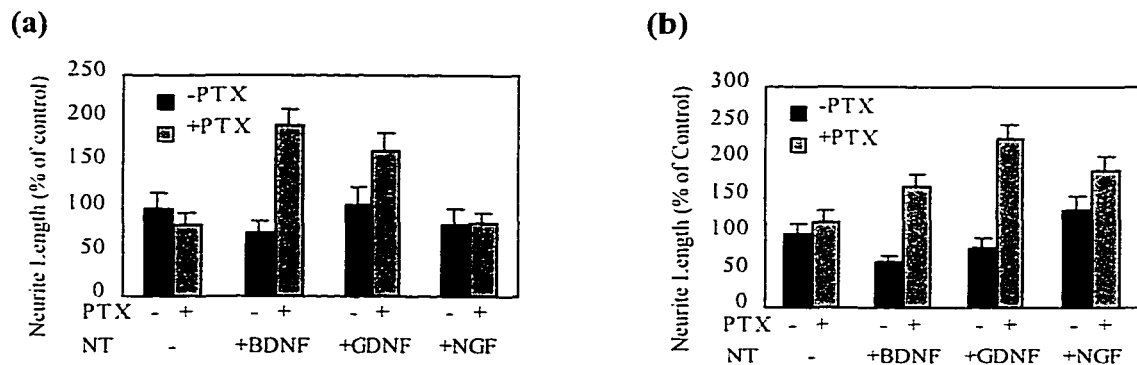 (a)
Neurite Length (% of control)
250
200
150
100
50
0
-PTX
+PTX
PTX - + - + - + - +
NT - +BDNF +GDNF +NGF
(b)
Neurite Length (% of Control)
300
250
200
150
100
50
0
-PTX
+PTX
PTX - + - + - + - +
NT - +BDNF +GDNF +NGF